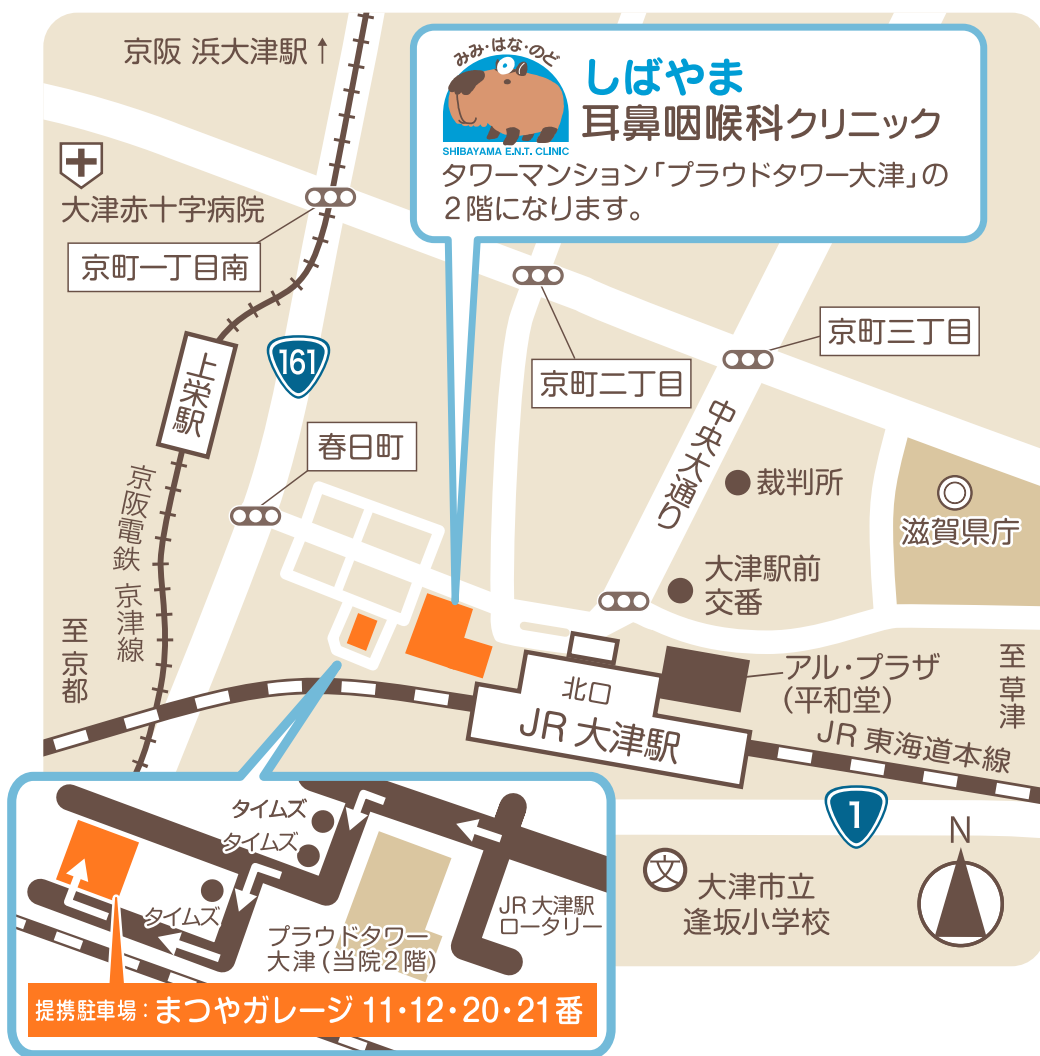 京阪 浜大津駅↑
みみ・はな・のど
SHIBAYAMA E.N.T. CLINIC
しばやま
耳鼻咽喉科クリニック
タワーマンション「プラウドタワー大津」の
2階になります。
大津赤十字病院
京町一丁目南
上栄駅
161
京町二丁目
京町三丁目
春日町
中央大通り
裁判所
滋賀県庁
京阪電鉄 京津線
大津駅前
交番
至京都
アル・プラザ
(平和堂)
至草津
北口
JR 大津駅
JR 東海道本線
1
N
文
大津市立
逢坂小学校
タイムズ
タイムズ
タイムズ
JR 大津駅
ロータリー
プラウドタワー
大津(当院2階)
提携駐車場:まつやガレージ 11・12・20・21番